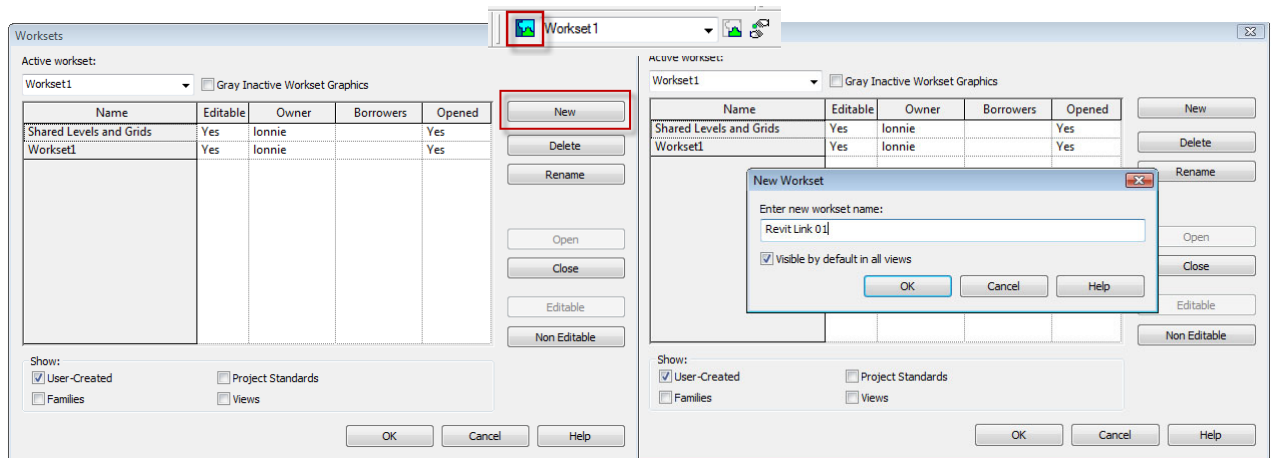 Workset1
Worksets
Active workset:
Workset1
Gray Inactive Workset Graphics
Name Editable Owner Borrowers Opened
Shared Levels and Grids Yes lonnie Yes
Workset1 Yes lonnie Yes
New
Delete
Rename
Open
Close
Editable
Non Editable
Show:
User-Created Project Standards
Families Views
OK Cancel Help
Active workset:
Workset1
Gray Inactive Workset Graphics
Name Editable Owner Borrowers Opened
Shared Levels and Grids Yes lonnie Yes
Workset1 Yes lonnie Yes
New
Delete
Rename
Open
Close
Editable
Non Editable
New Workset
Enter new workset name:
Revit Link 01
Visible by default in all views
OK Cancel Help
Show:
User-Created Project Standards
Families Views
OK Cancel Help